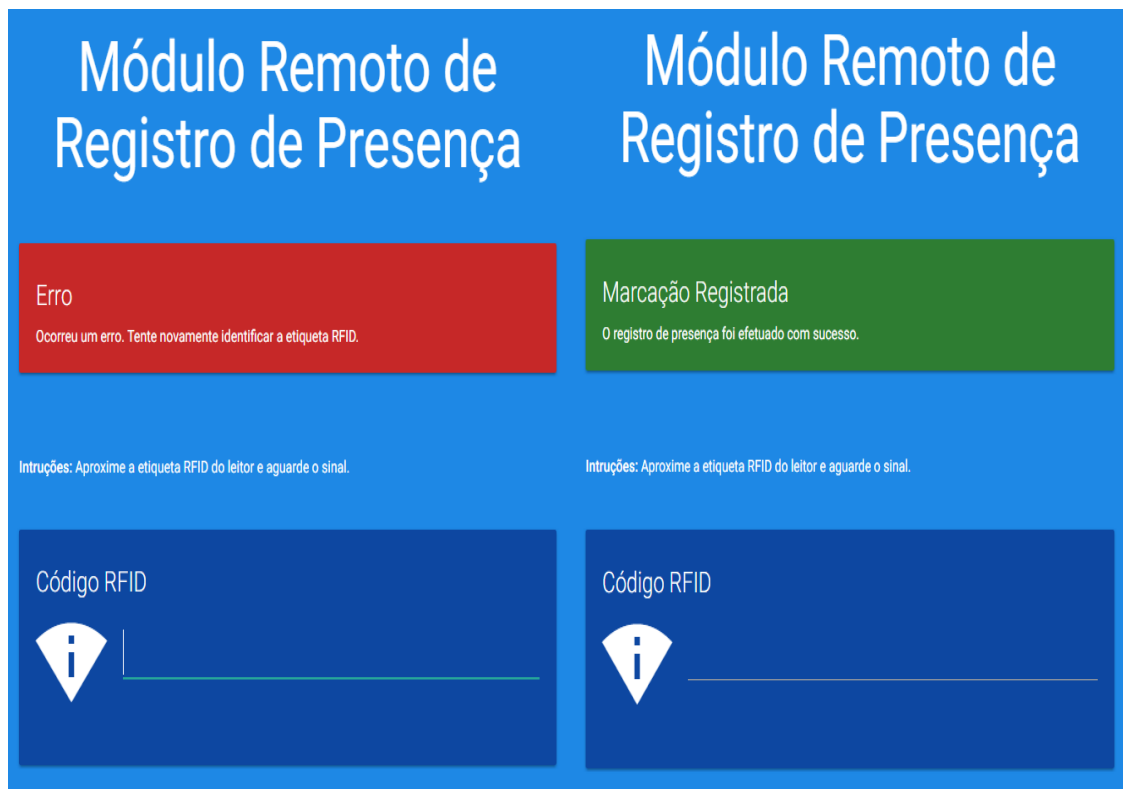 Módulo Remoto de
Registro de Presença
Erro
Ocorreu um erro. Tente novamente identificar a etiqueta RFID.
Intruções: Aproxime a etiqueta RFID do leitor e aguarde o sinal.
Código RFID
i
Módulo Remoto de
Registro de Presença
Marcação Registrada
O registro de presença foi efetuado com sucesso.
Intruções: Aproxime a etiqueta RFID do leitor e aguarde o sinal.
Código RFID
i